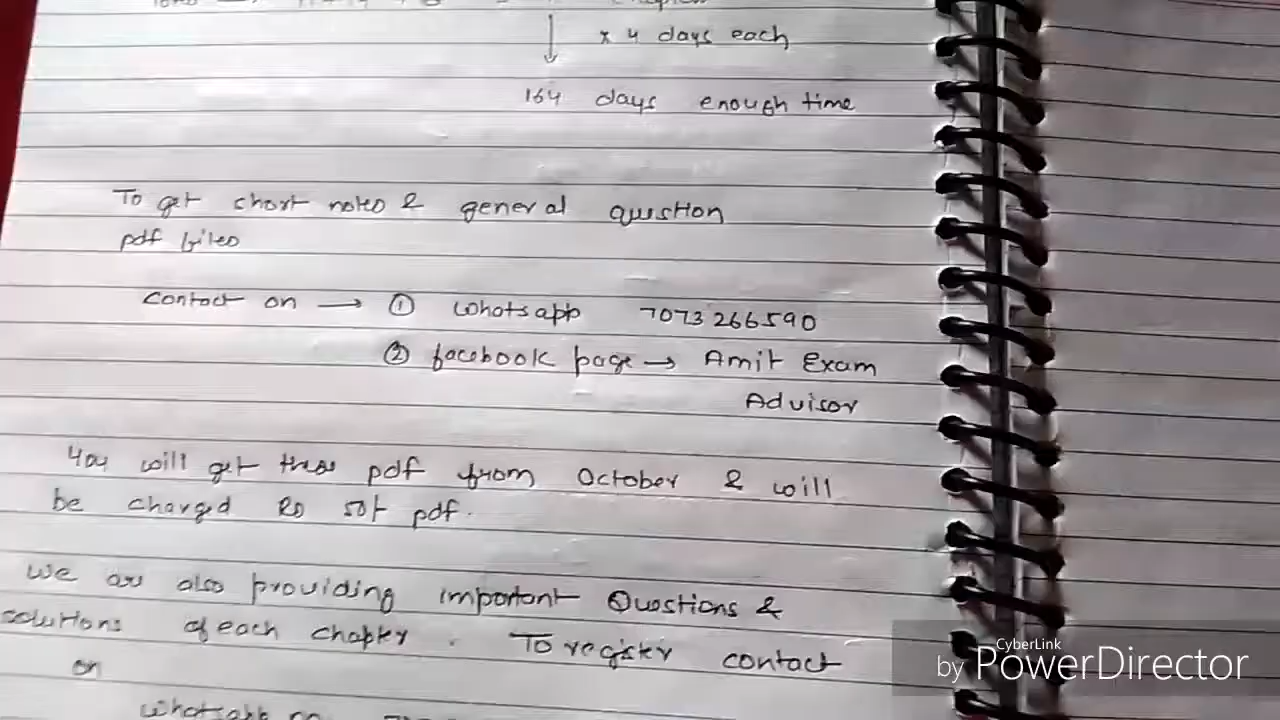 x 4 days each
164 days enough time
To get short notes & general question
pdf files
Contact on → ① Whatsapp 7073266590
② facebook page → Amit Exam
Advisor
You will get these pdf from October & will
be charged Rs pdf.
We are also providing important Questions &
solutions of each chapter. To register contact
on
Whatsapp no
CyberLink
by PowerDirector